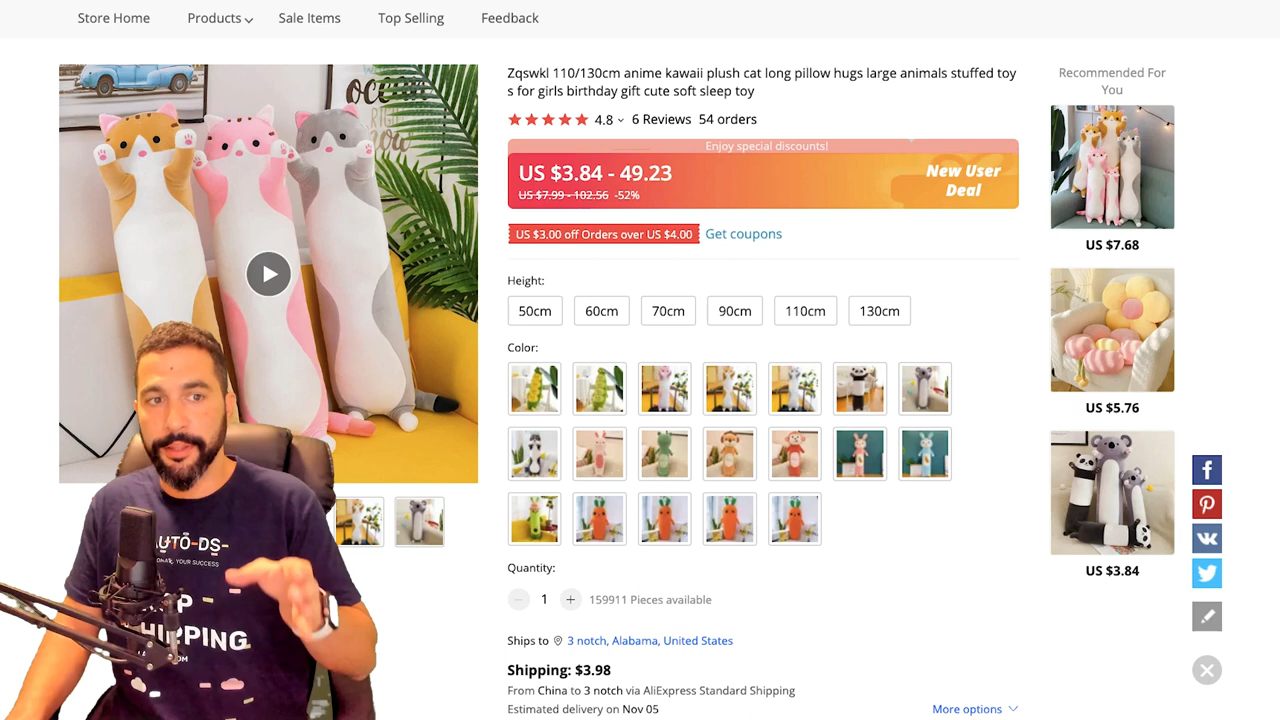 Store Home Products Sale Items Top Selling Feedback
Zqswkl 110/130cm anime kawaii plush cat long pillow hugs large animals stuffed toy
s for girls birthday gift cute soft sleep toy
4.8 6 Reviews 54 orders
Enjoy special discounts!
US $3.84 - 49.23
US $7.99 - 102.56 -52%
New User
Deal
US $3.00 off Orders over US $4.00 Get coupons
Height:
50cm 60cm 70cm 90cm 110cm 130cm
Color:
Quantity:
1 159911 Pieces available
Ships to 3 notch, Alabama, United States
Shipping: $3.98
From China to 3 notch via AliExpress Standard Shipping
Estimated delivery on Nov 05
More options
Recommended For
You
US $7.68
US $5.76
US $3.84
AUTO-DS
YOUR SUCCESS